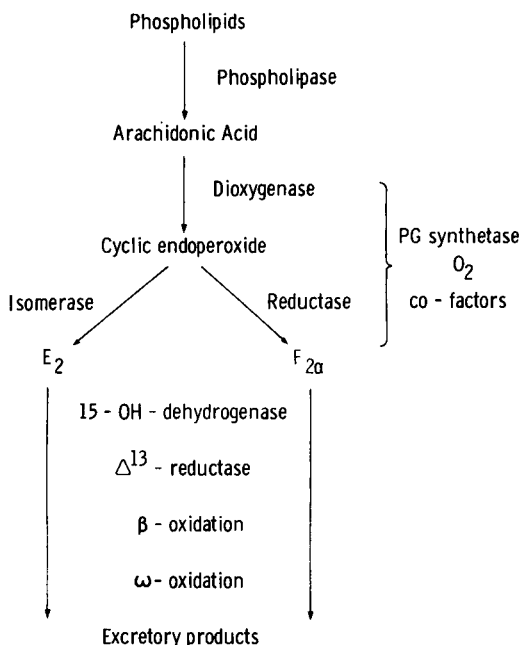 Phospholipids
Phospholipase
Arachidonic Acid
Dioxygenase
Cyclic endoperoxide
PG synthetase
O₂
co - factors
Isomerase
Reductase
E₂
F₂α
15 - OH - dehydrogenase
Δ¹³ - reductase
β - oxidation
ω - oxidation
Excretory products